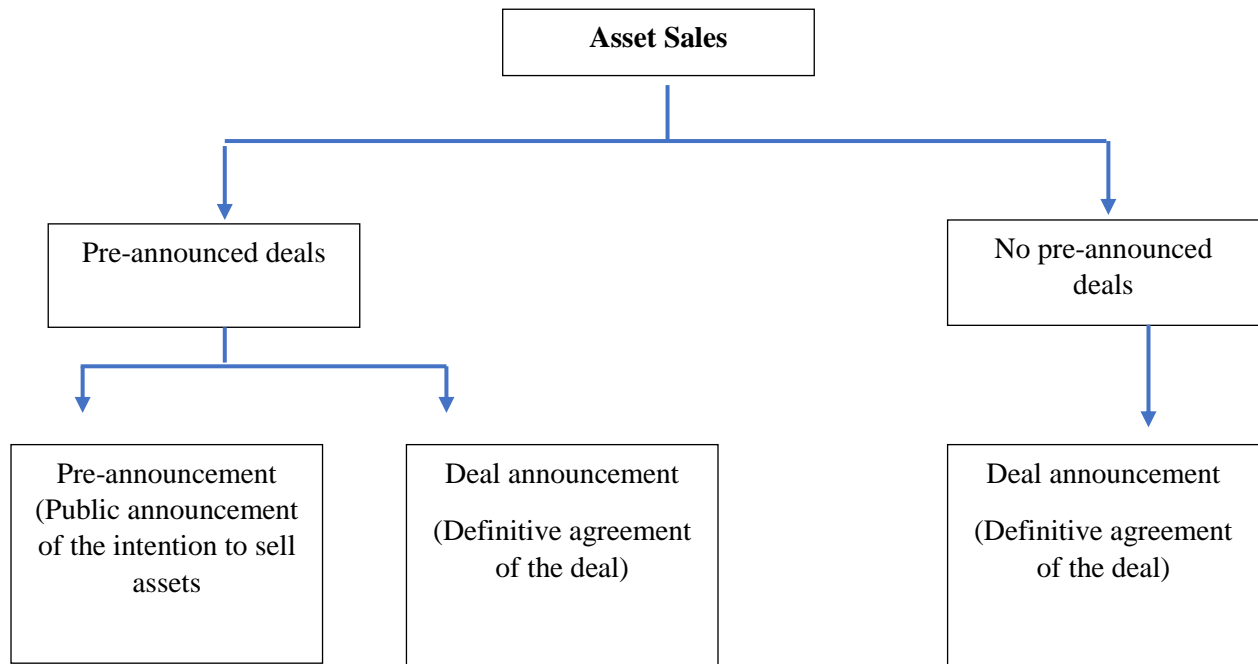 Asset Sales
Pre-announced deals
No pre-announced
deals
Pre-announcement
(Public announcement
of the intention to sell
assets
Deal announcement
(Definitive agreement
of the deal)
Deal announcement
(Definitive agreement
of the deal)